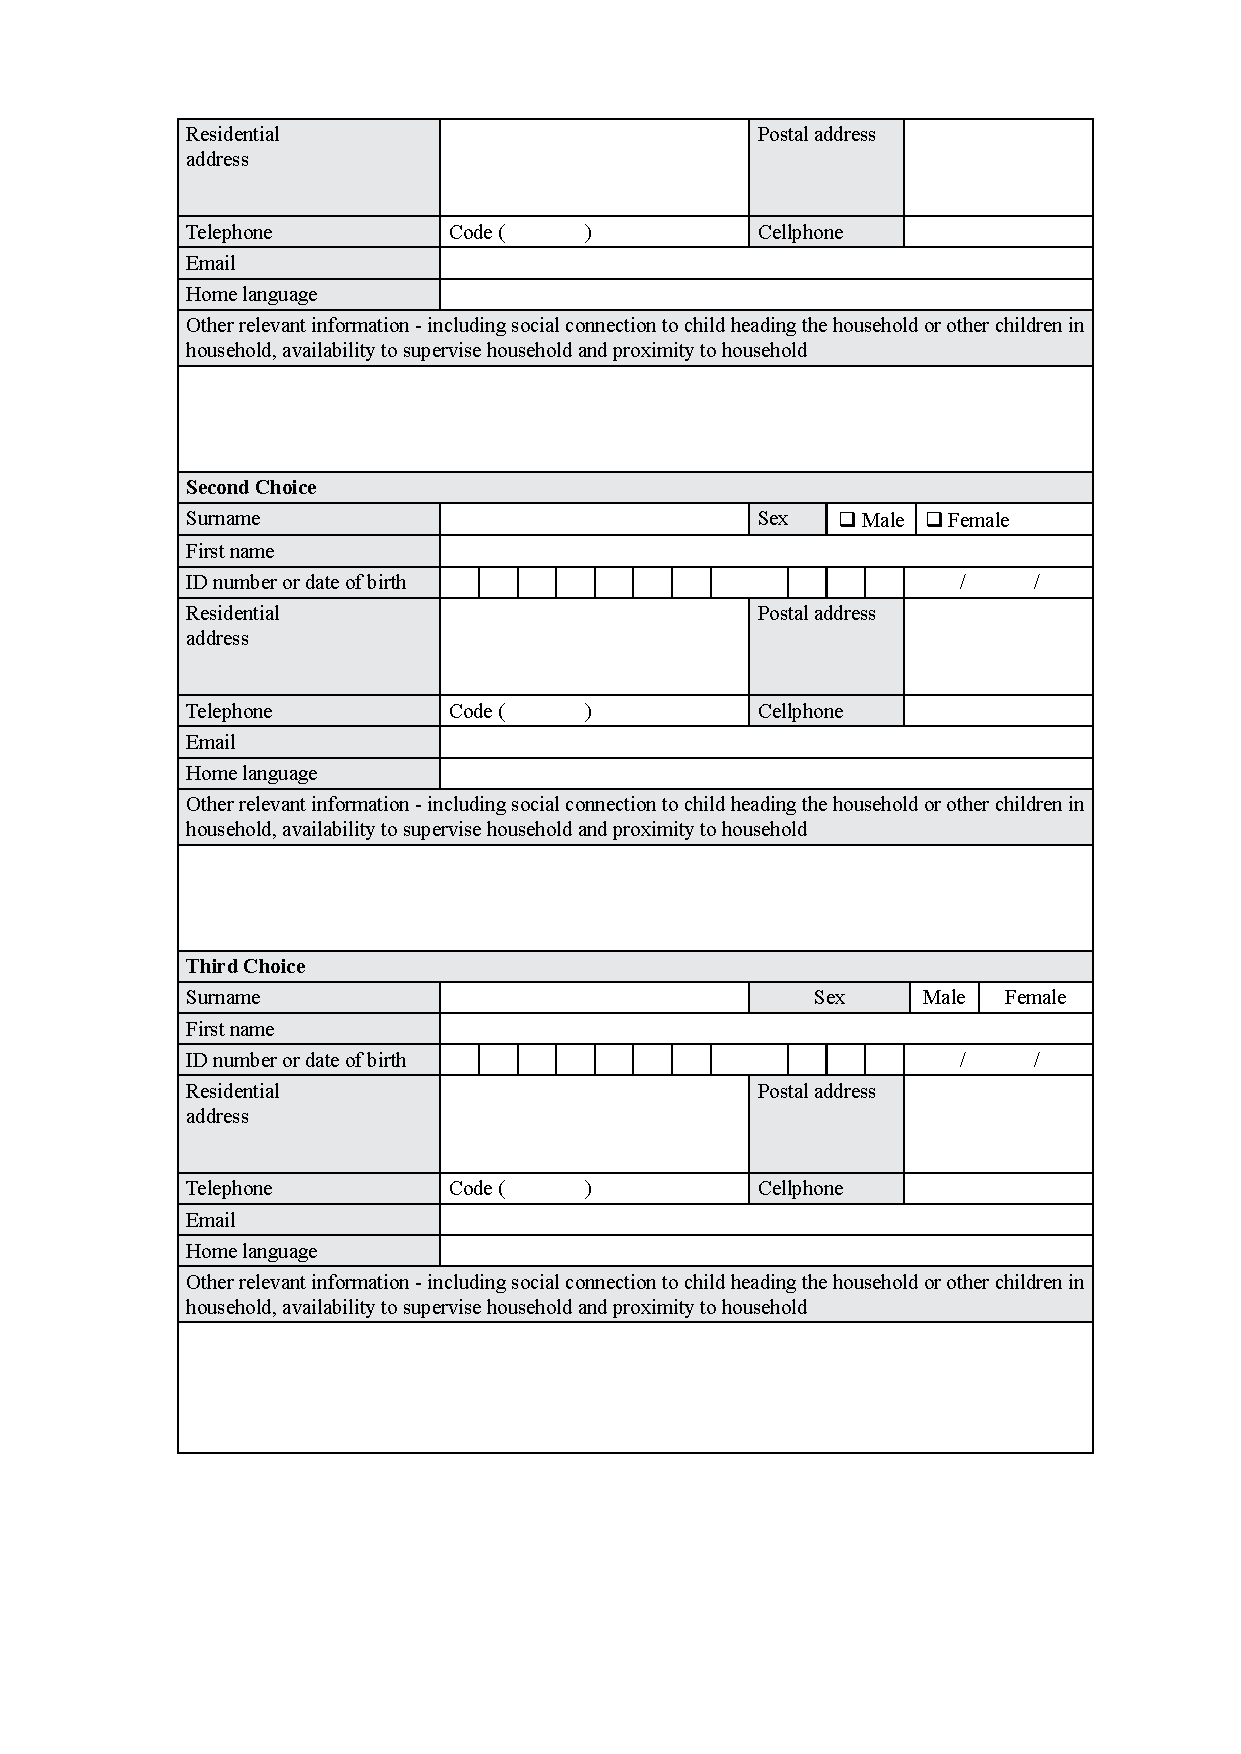 Residential address Postal address
Telephone Code ( ) Cellphone
Email
Home language
Other relevant information - including social connection to child heading the household or other children in
household, availability to supervise household and proximity to household
Second Choice
Surname Sex ❑ Male ❑ Female
First name
ID number or date of birth / /
Residential address Postal address
Telephone Code ( ) Cellphone
Email
Home language
Other relevant information - including social connection to child heading the household or other children in
household, availability to supervise household and proximity to household
Third Choice
Surname Sex Male Female
First name
ID number or date of birth / /
Residential address Postal address
Telephone Code ( ) Cellphone
Email
Home language
Other relevant information - including social connection to child heading the household or other children in
household, availability to supervise household and proximity to household